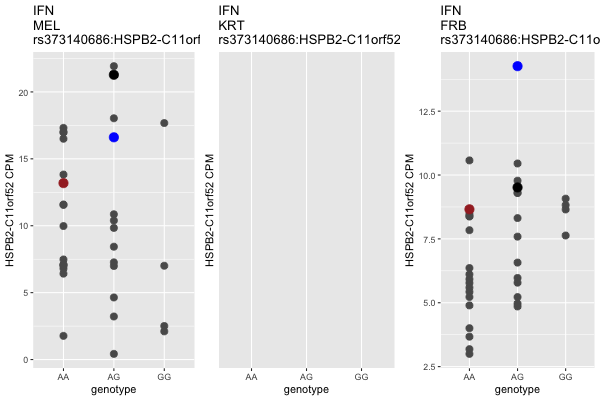 IFN
MEL
rs373140686:HSPB2-C11orf
HSPB2-C11orf52 CPM
20
15
10
5
0
AA AG GG
genotype
IFN
KRT
rs373140686:HSPB2-C11orf52
HSPB2-C11orf52 CPM
AA AG GG
genotype
IFN
FRB
rs373140686:HSPB2-C11o
HSPB2-C11orf52 CPM
12.5
10.0
7.5
5.0
2.5
AA AG GG
genotype